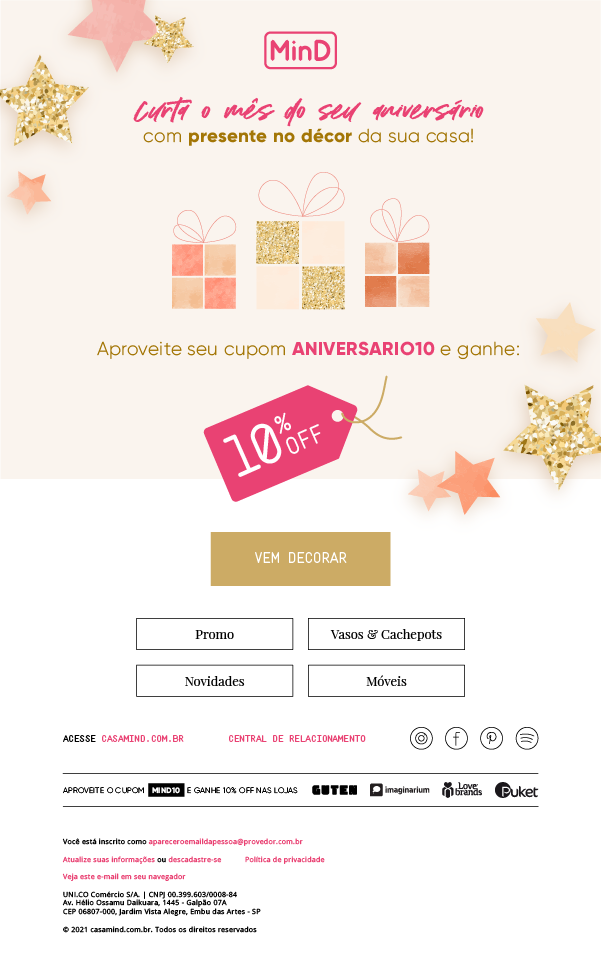 MinD
Curta o mês do seu aniversário
com presente no décor da sua casa!
Aproveite seu cupom ANIVERSARIO10 e ganhe:
10% OFF
VEM DECORAR
Promo
Vasos & Cachepots
Novidades
Móveis
ACESSE CASAMIND.COM.BR
CENTRAL DE RELACIONAMENTO
APROVEITE O CUPOM MIND10 E GANHE 10% OFF NAS LOJAS
GUTEN
imaginarium
Love brands
Puket
Você está inscrito como apareceroemaildapessoa@provedor.com.br
Atualize suas informações ou descadastre-se
Política de privacidade
Veja este e-mail em seu navegador
UNI.CO Comércio S/A. | CNPJ 00.399.603/0008-84
Av. Hélio Ossamu Daikuara, 1445 - Galpão 07A
CEP 06807-000, Jardim Vista Alegre, Embu das Artes - SP
© 2021 casamind.com.br. Todos os direitos reservados